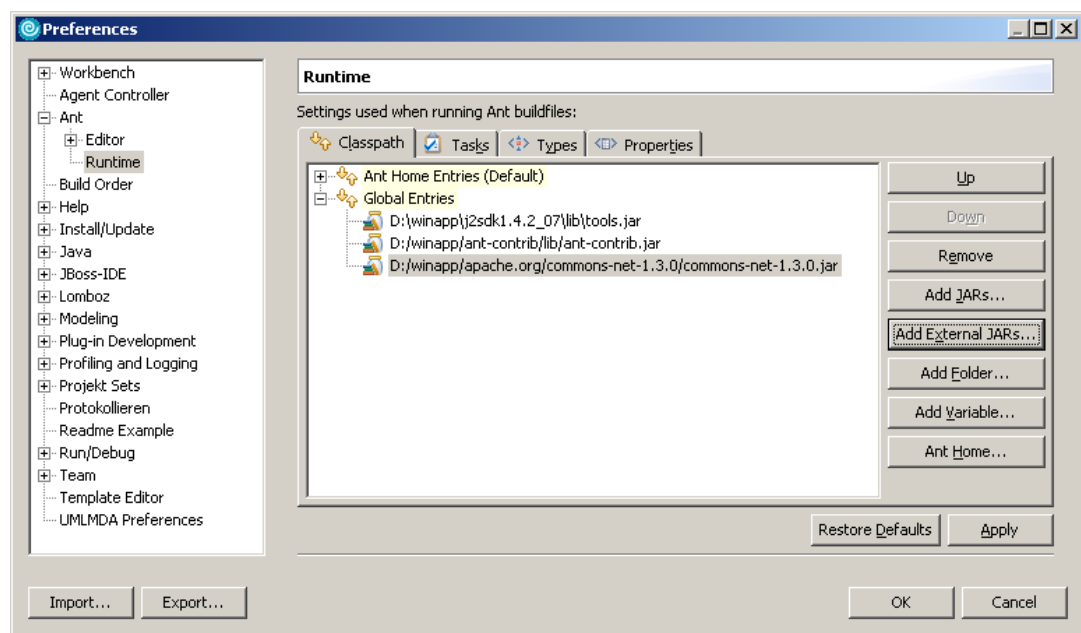 Preferences
Workbench
Agent Controller
Ant
Editor
Runtime
Build Order
Help
Install/Update
Java
JBoss-IDE
Lomboz
Modeling
Plug-in Development
Profiling and Logging
Projekt Sets
Protokollieren
Readme Example
Run/Debug
Team
Template Editor
UMLMDA Preferences
Runtime
Settings used when running Ant buildfiles:
Classpath Tasks Types Properties
Ant Home Entries (Default)
Global Entries
D:\winapp\j2sdk1.4.2_07\lib\tools.jar
D:/winapp/ant-contrib/lib/ant-contrib.jar
D:/winapp/apache.org/commons-net-1.3.0/commons-net-1.3.0.jar
Up
Down
Remove
Add JARs...
Add External JARs...
Add Folder...
Add Variable...
Ant Home...
Restore Defaults Apply
Import... Export... OK Cancel